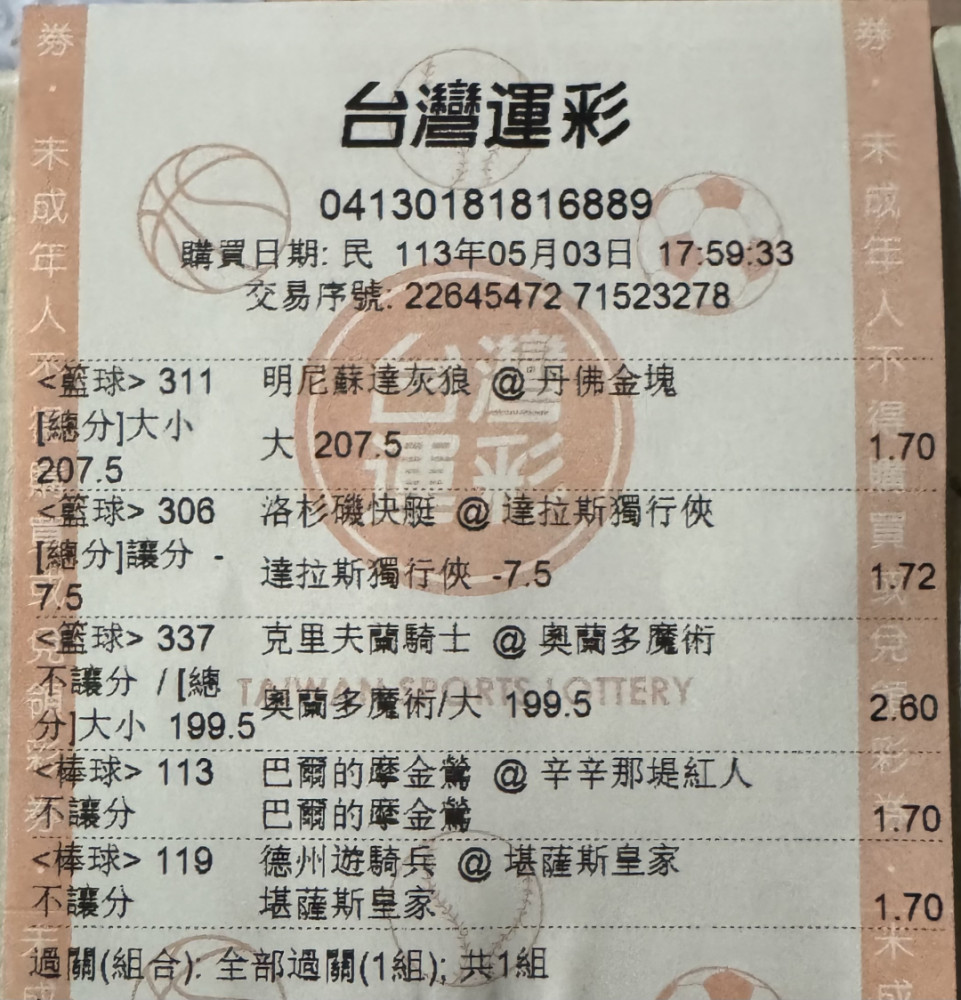 台灣運彩
04130181816889
購買日期: 民 113年05月03日 17:59:33
交易序號: 22645472 71523278
<籃球> 311 明尼蘇達灰狼 @ 丹佛金塊
[總分]大小
207.5 大 207.5 1.70
<籃球> 306 洛杉磯快艇 @ 達拉斯獨行俠
[總分]讓分 -
7.5 達拉斯獨行俠 -7.5 1.72
<籃球> 337 克里夫蘭騎士 @ 奧蘭多魔術
不讓分 / [總
分]大小 199.5 奧蘭多魔術/大 199.5 2.60
<棒球> 113 巴爾的摩金鶯 @ 辛辛那堤紅人
不讓分 巴爾的摩金鶯 1.70
<棒球> 119 德州遊騎兵 @ 堪薩斯皇家
不讓分 堪薩斯皇家 1.70
過關(組合): 全部過關(1組); 共1組
台灣
運彩
TAIWAN SPORTS LOTTERY
券·未成年人不得購買或兌領彩券·未成
券·未成年人不得購買或兌領彩券·未成